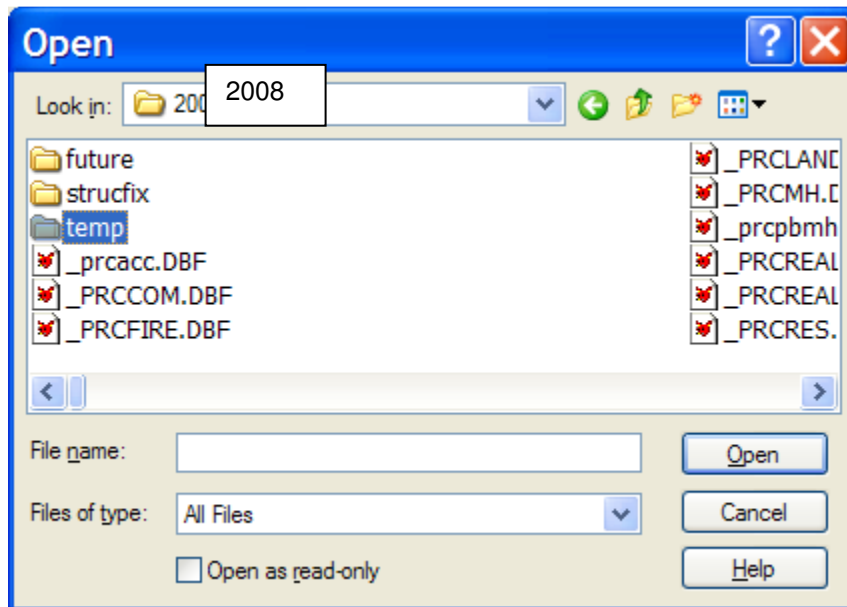 Open
Look in: 200
2008
future
strucfix
temp
_prcacc.DBF
_PRCCOM.DBF
_PRCFIRE.DBF
_PRCLAND
_PRCMH.D
_prcpbmh
_PRCREAL
_PRCREAL
_PRCRES.
File name:
Open
Files of type: All Files
Cancel
Open as read-only
Help